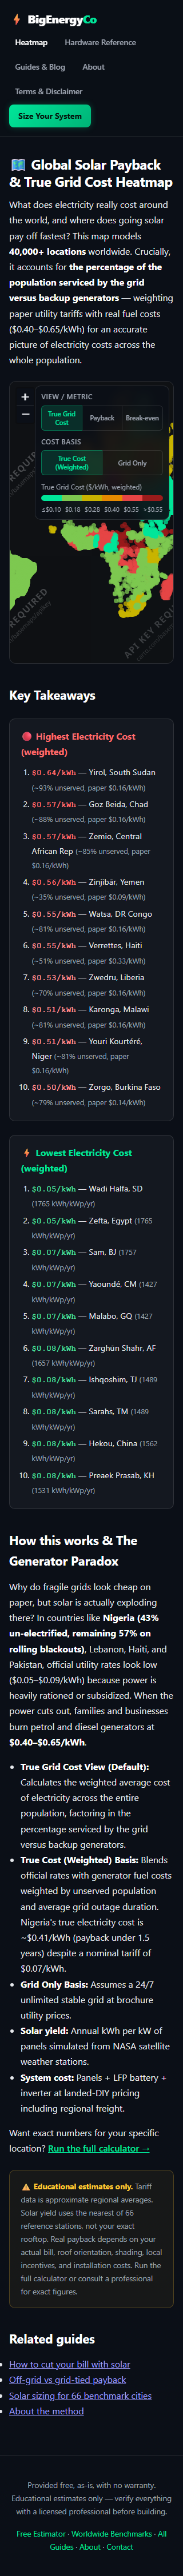 BigEnergyCo
Heatmap
Hardware Reference
Guides & Blog
About
Terms & Disclaimer
Size Your System
Global Solar Payback
& True Grid Cost Heatmap
What does electricity really cost around
the world, and where does going solar
pay off fastest? This map models
40,000+ locations worldwide. Crucially,
it accounts for the percentage of the
population serviced by the grid
versus backup generators — weighting
paper utility tariffs with real fuel costs
($0.40–$0.65/kWh) for an accurate
picture of electricity costs across the
whole population.
+
−
VIEW / METRIC
True Grid
Cost
Payback
Break-even
COST BASIS
True Cost
(Weighted)
Grid Only
True Grid Cost ($/kWh, weighted)
≤$0.10 $0.18 $0.28 $0.40 $0.55 >$0.55
API KEY REQUIRED
Key Takeaways
Highest Electricity Cost
(weighted)
1. $0.64/kWh — Yirol, South Sudan
(~93% unserved, paper $0.16/kWh)
2. $0.57/kWh — Goz Beida, Chad
(~88% unserved, paper $0.16/kWh)
3. $0.57/kWh — Zemio, Central
African Rep (~85% unserved, paper
$0.16/kWh)
4. $0.56/kWh — Zinjibār, Yemen
(~35% unserved, paper $0.09/kWh)
5. $0.55/kWh — Watsa, DR Congo
(~81% unserved, paper $0.16/kWh)
6. $0.55/kWh — Verrettes, Haiti
(~51% unserved, paper $0.33/kWh)
7. $0.53/kWh — Zwedru, Liberia
(~70% unserved, paper $0.16/kWh)
8. $0.51/kWh — Karonga, Malawi
(~81% unserved, paper $0.16/kWh)
9. $0.51/kWh — Youri Kourtéré,
Niger (~81% unserved, paper
$0.16/kWh)
10. $0.50/kWh — Zorgo, Burkina Faso
(~79% unserved, paper $0.14/kWh)
Lowest Electricity Cost
(weighted)
1. $0.05/kWh — Wadi Halfa, SD
(1765 kWh/kWp/yr)
2. $0.05/kWh — Zefta, Egypt (1765
kWh/kWp/yr)
3. $0.07/kWh — Sam, BJ (1757
kWh/kWp/yr)
4. $0.07/kWh — Yaoundé, CM (1427
kWh/kWp/yr)
5. $0.07/kWh — Malabo, GQ (1427
kWh/kWp/yr)
6. $0.08/kWh — Zarghūn Shahr, AF
(1657 kWh/kWp/yr)
7. $0.08/kWh — Ishqoshim, TJ (1489
kWh/kWp/yr)
8. $0.08/kWh — Sarahs, TM (1489
kWh/kWp/yr)
9. $0.08/kWh — Hekou, China (1562
kWh/kWp/yr)
10. $0.08/kWh — Preaek Prasab, KH
(1531 kWh/kWp/yr)
How this works & The
Generator Paradox
Why do fragile grids look cheap on
paper, but solar is actually exploding
there? In countries like Nigeria (43%
un-electrified, remaining 57% on
rolling blackouts), Lebanon, Haiti, and
Pakistan, official utility rates look low
($0.05–$0.09/kWh) because power is
heavily rationed or subsidized. When the
power cuts out, families and businesses
burn petrol and diesel generators at
$0.40–$0.65/kWh.
• True Grid Cost View (Default):
Calculates the weighted average cost
of electricity across the entire
population, factoring in the
percentage serviced by the grid
versus backup generators.
• True Cost (Weighted) Basis: Blends
official rates with generator fuel costs
weighted by unserved population
and average grid outage duration.
Nigeria's true electricity cost is
~$0.41/kWh (payback under 1.5
years) despite a nominal tariff of
$0.07/kWh.
• Grid Only Basis: Assumes a 24/7
unlimited stable grid at brochure
utility prices.
• Solar yield: Annual kWh per kW of
panels simulated from NASA satellite
weather stations.
• System cost: Panels + LFP battery +
inverter at landed-DIY pricing
including regional freight.
Want exact numbers for your specific
location? Run the full calculator →
Educational estimates only. Tariff
data is approximate regional averages.
Solar yield uses the nearest of 66
reference stations, not your exact
rooftop. Real payback depends on your
actual bill, roof orientation, shading, local
incentives, and installation costs. Run the
full calculator or consult a professional
for exact figures.
Related guides
• How to cut your bill with solar
• Off-grid vs grid-tied payback
• Solar sizing for 66 benchmark cities
• About the method
Provided free, as-is, with no warranty.
Educational estimates only — verify everything
with a licensed professional before building.
Free Estimator · Worldwide Benchmarks · All
Guides · About · Contact